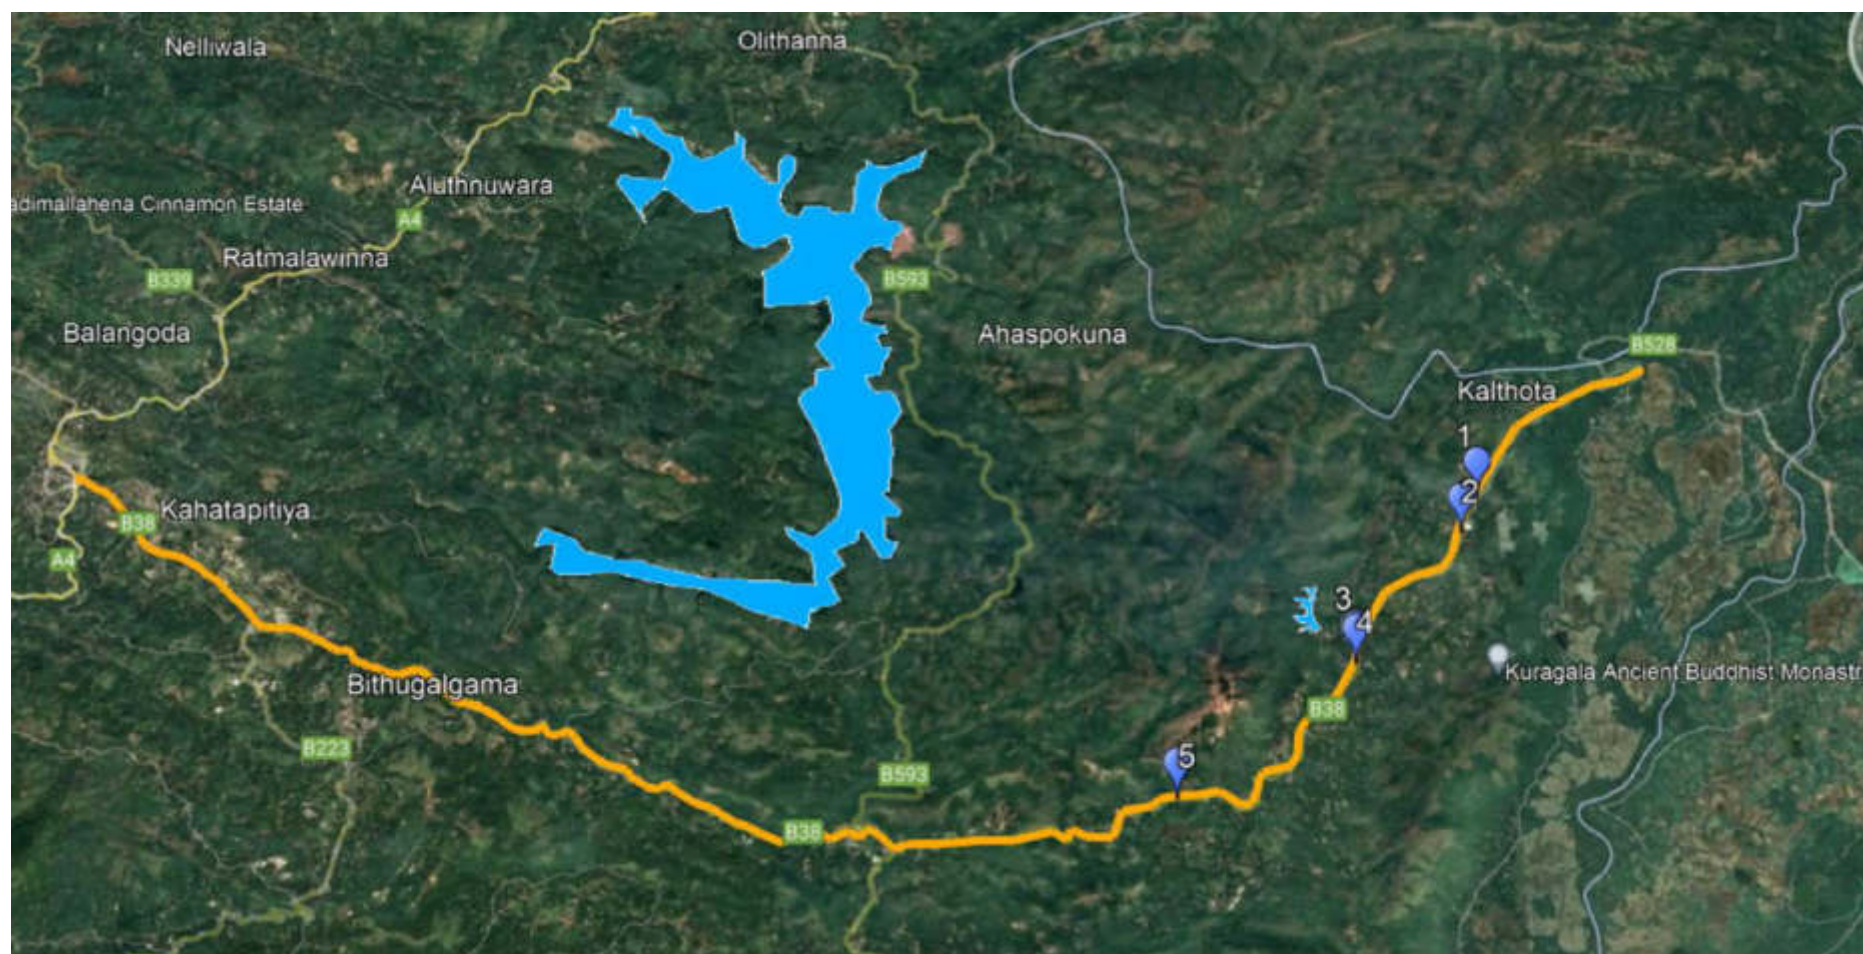 Nelliwala
Olithanna
Aluthnuwara
adimallahena Cinnamon Estate
A4
Ratmalawinna
B339
B593
Balangoda
Ahaspokuna
B528
Kalthota
1
2
Kahatapitiya
B38
A4
3
4
Kuragala Ancient Buddhist Monastr
Bithugalgama
B38
B223
5
B593
B38